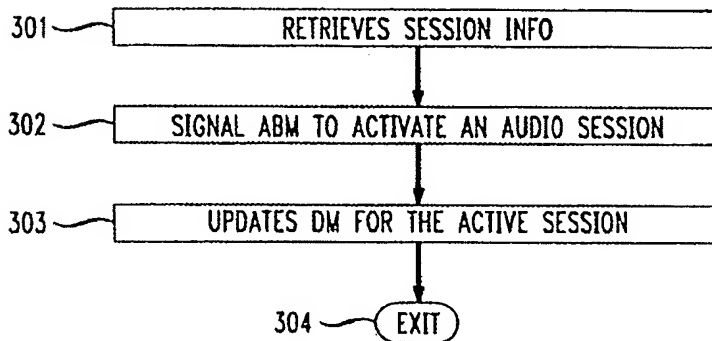 301 RETRIEVES SESSION INFO
302 SIGNAL ABM TO ACTIVATE AN AUDIO SESSION
303 UPDATES DM FOR THE ACTIVE SESSION
304 EXIT